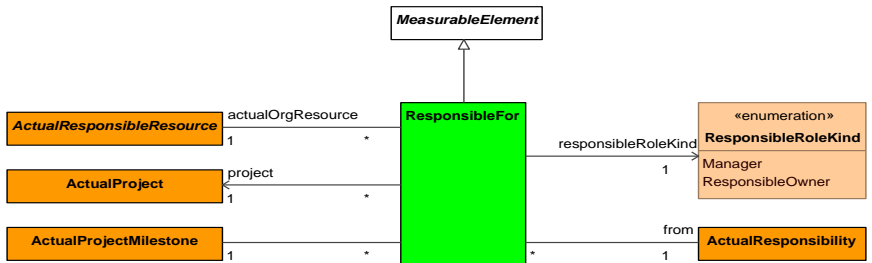 MeasurableElement
actualOrgResource
ActualResponsibleResource
1
*
ResponsibleFor
«enumeration»
ResponsibleRoleKind
Manager
ResponsibleOwner
responsibleRoleKind
1
project
ActualProject
1
*
ActualProjectMilestone
1
*
from
ActualResponsibility
*
1